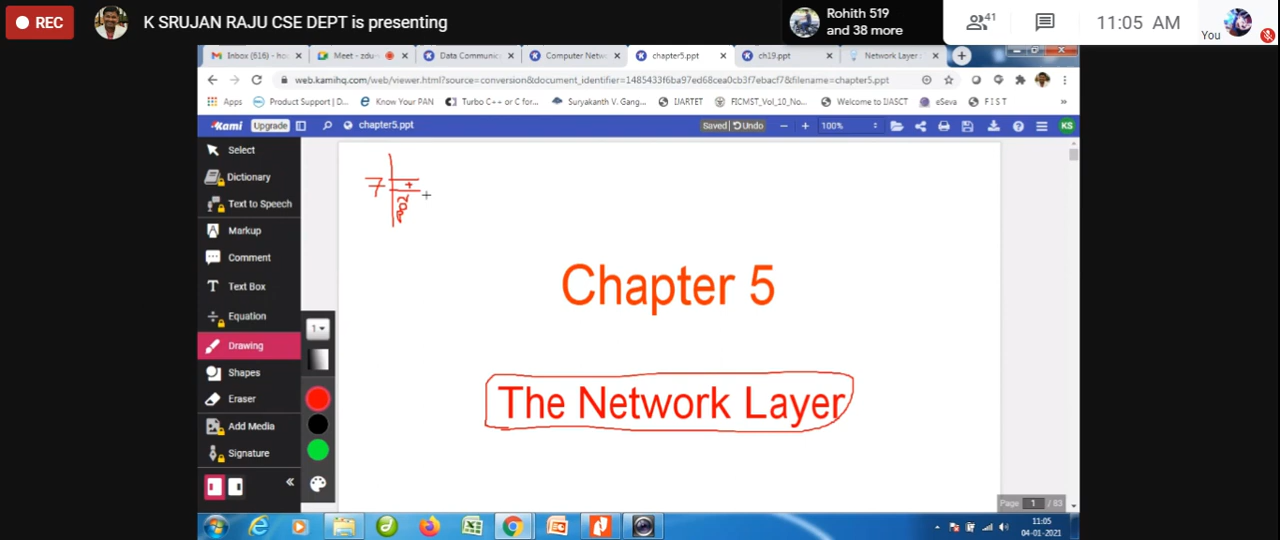 REC
K SRUJAN RAJU CSE DEPT is presenting
Rohith 519
and 38 more
41
11:05 AM
You
Inbox (616) - hoc
Meet - zdu
Data Communic
Computer Netw
chapter5.ppt
ch19.ppt
Network Layer
web.kamihq.com/web/viewer.html?source=conversion&document_identifier=1485433f6ba97ed68cea0cb3f7ebacf7&filename=chapter5.ppt
Apps
Product Support | D...
Know Your PAN
Turbo C++ or C for...
Suryakanth V. Gang...
IJARTET
FICMST_Vol_10_No...
Welcome to IJASCT
eSeva
F I S T
»
Kami
Upgrade
chapter5.ppt
Saved
Undo
100%
KS
Select
Dictionary
Text to Speech
Markup
Comment
Text Box
Equation
Drawing
Shapes
Eraser
Add Media
Signature
1
7
Chapter 5
The Network Layer
Page 1 / 83
11:05
04-01-2021